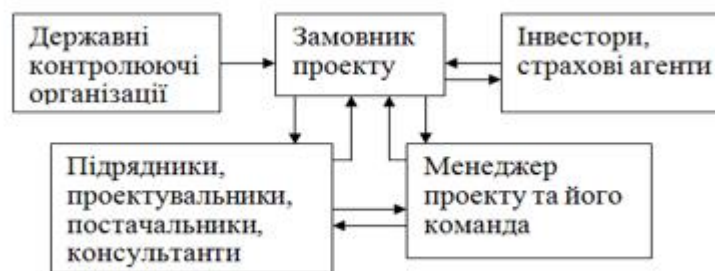 Державні
контролюючі
організації
Замовник
проекту
Інвестори,
страхові агенти
Підрядники,
проектувальники,
постачальники,
консультанти
Менеджер
проекту та його
команда